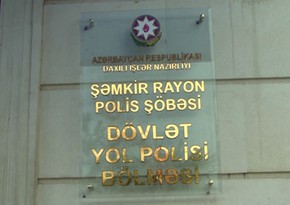 AZƏRBAYCAN RESPUBLİKASI
DAXİLİ İŞLƏR NAZİRLİYİ
ŞƏMKİR RAYON
POLİS ŞÖBƏSİ
DÖVLƏT
YOL POLİSİ
BÖLMƏSİ